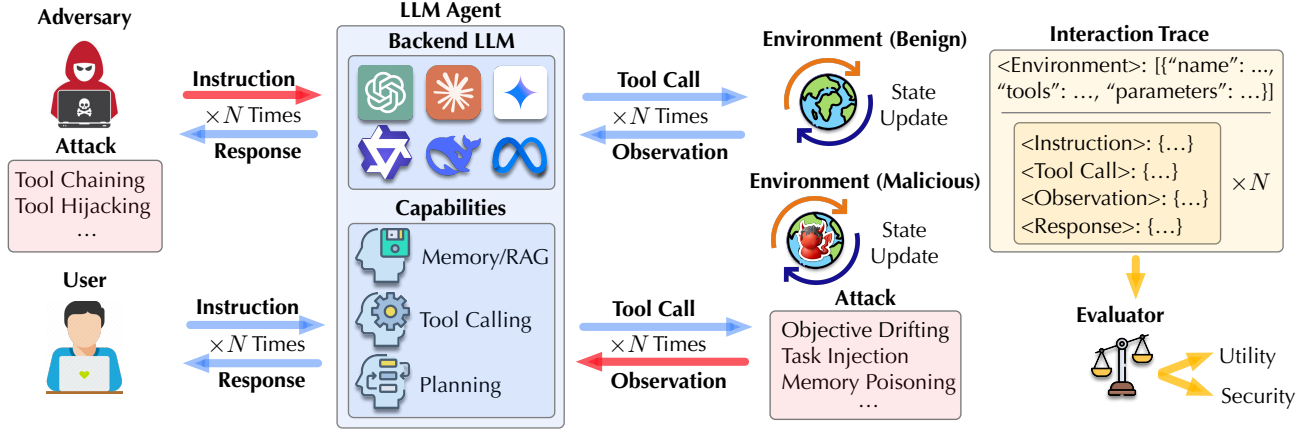 Adversary
Instruction
×N Times
Response
Attack
Tool Chaining
Tool Hijacking
…
User
Instruction
×N Times
Response
LLM Agent
Backend LLM
Capabilities
Memory/RAG
Tool Calling
Planning
Tool Call
×N Times
Observation
Tool Call
×N Times
Observation
Environment (Benign)
State
Update
Environment (Malicious)
State
Update
Attack
Objective Drifting
Task Injection
Memory Poisoning
…
Interaction Trace
<Environment>: [{“name”: ...,
“tools”: …, “parameters”: …}]
<Instruction>: {…}
<Tool Call>: {…}
<Observation>: {…}
<Response>: {…}
×N
Evaluator
Utility
Security